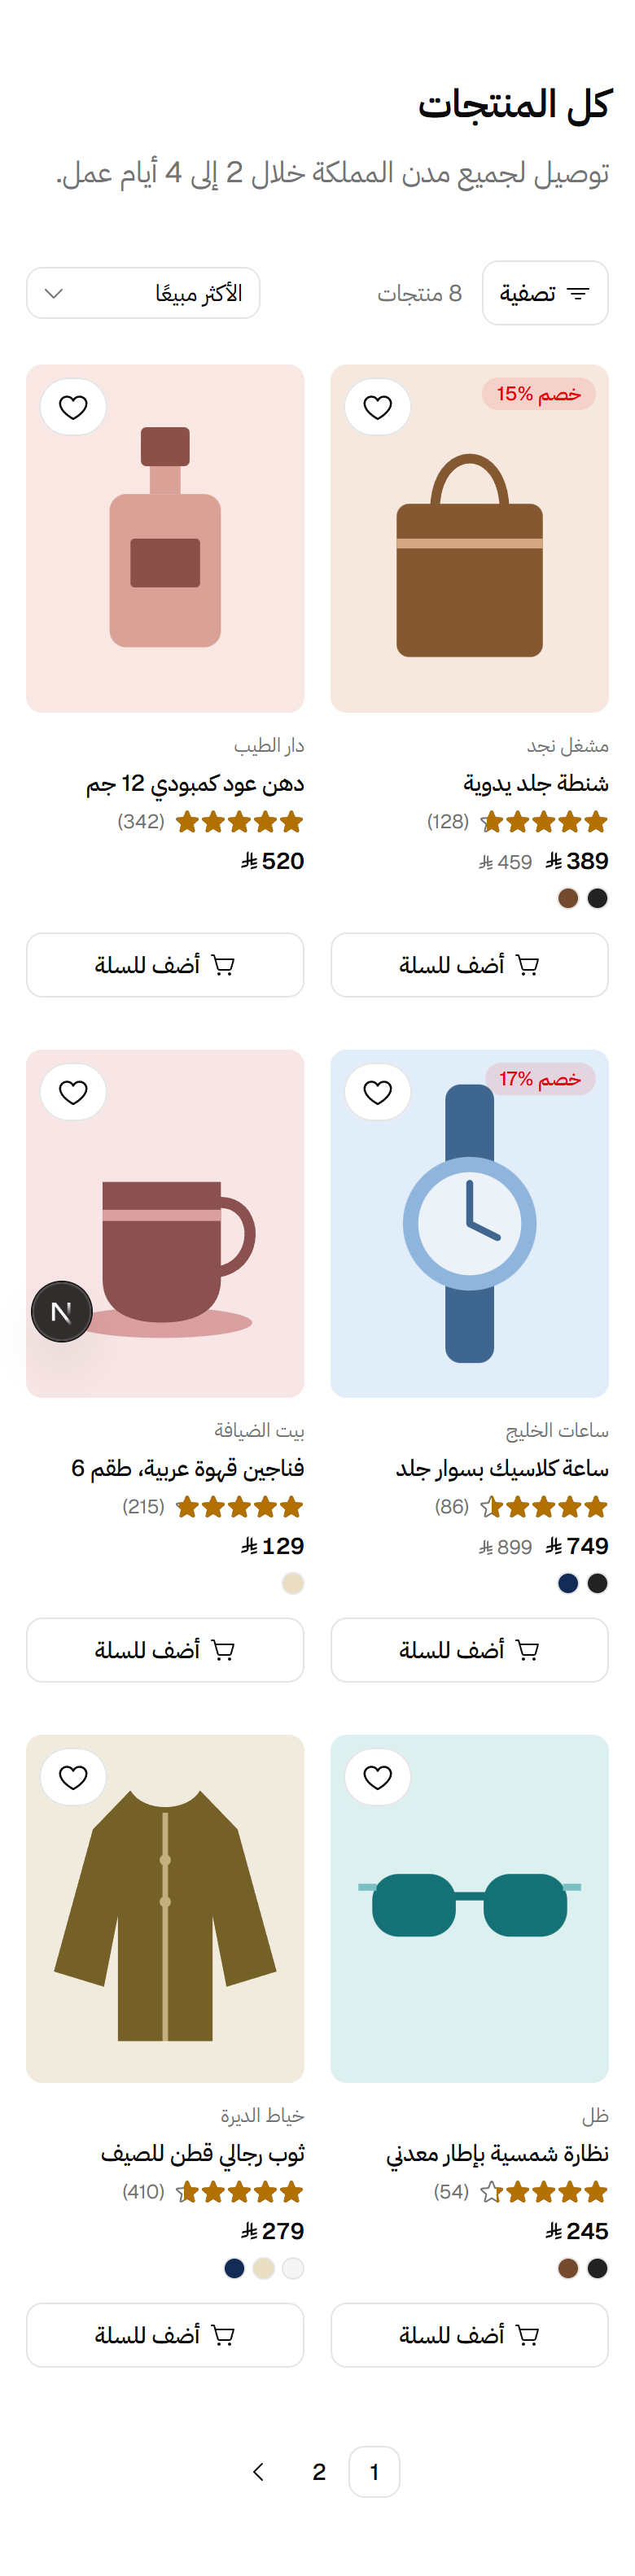 كل المنتجات
توصيل لجميع مدن المملكة خلال 2 إلى 4 أيام عمل.
تصفية
8 منتجات
الأكثر مبيعًا
خصم 15%
مشغل نجد
شنطة جلد يدوية
(128)
389 459
أضف للسلة
دار الطيب
دهن عود كمبودي 12 جم
(342)
520
أضف للسلة
خصم 17%
ساعات الخليج
ساعة كلاسيك بسوار جلد
(86)
749 899
أضف للسلة
N
بيت الضيافة
فناجين قهوة عربية، طقم 6
(215)
129
أضف للسلة
ظل
نظارة شمسية بإطار معدني
(54)
245
أضف للسلة
خياط الديرة
ثوب رجالي قطن للصيف
(410)
279
أضف للسلة
1 2